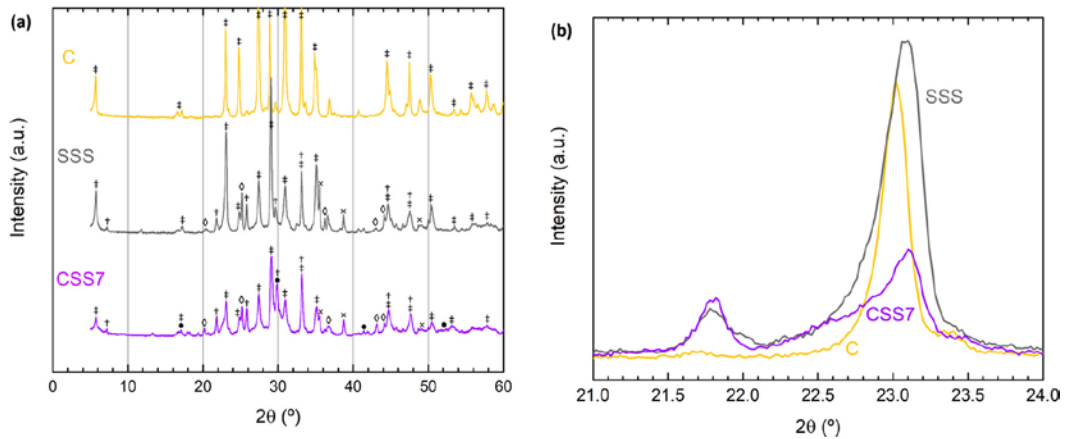 (a)
C
SSS
CSS7
Intensity (a.u.)
0 10 20 30 40 50 60
2θ (º)
(b)
SSS
CSS7
C
Intensity (a.u.)
21.0 21.5 22.0 22.5 23.0 23.5 24.0
2θ (º)